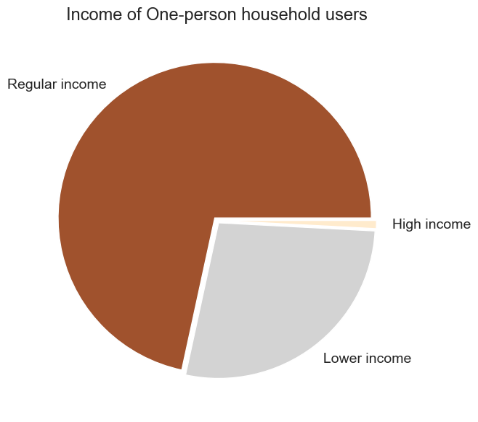 Income of One-person household users
Regular income
High income
Lower income